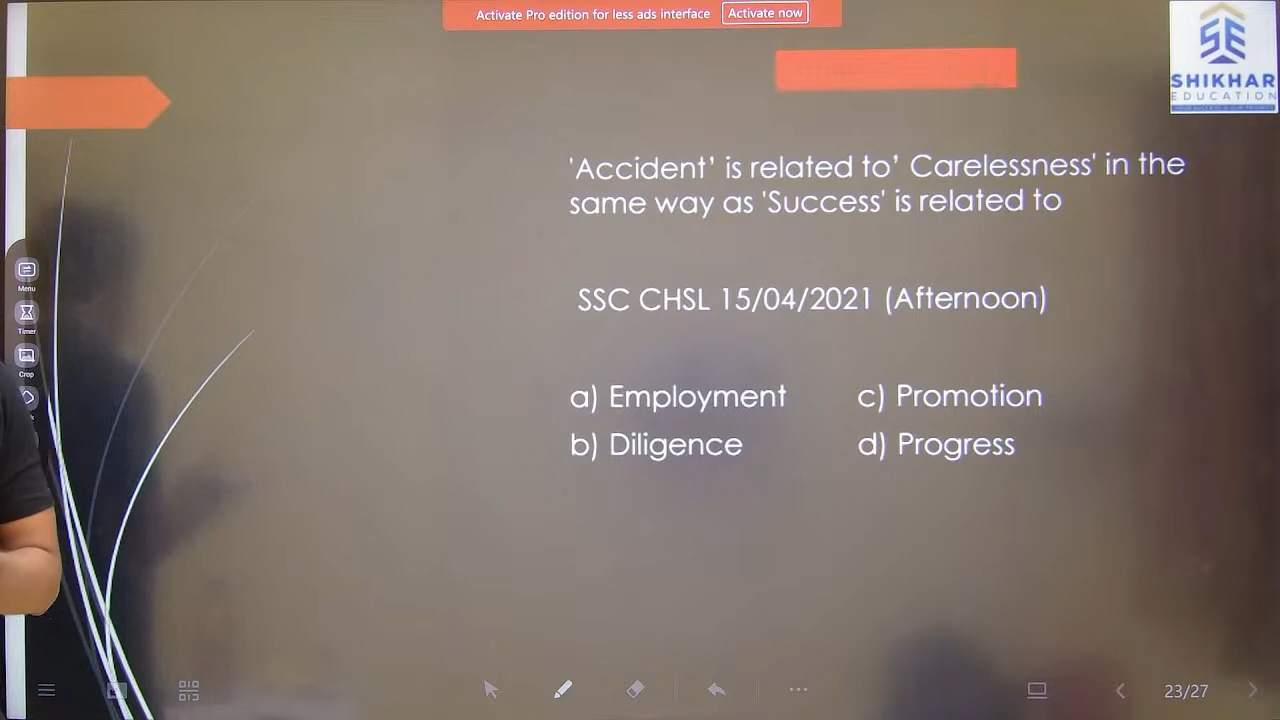 Activate Pro edition for less ads interface Activate now
SHIKHAR
EDUCATION
'Accident' is related to' Carelessness' in the
same way as 'Success' is related to
SSC CHSL 15/04/2021 (Afternoon)
a) Employment c) Promotion
b) Diligence d) Progress
Menu
Timer
Crop
23/27